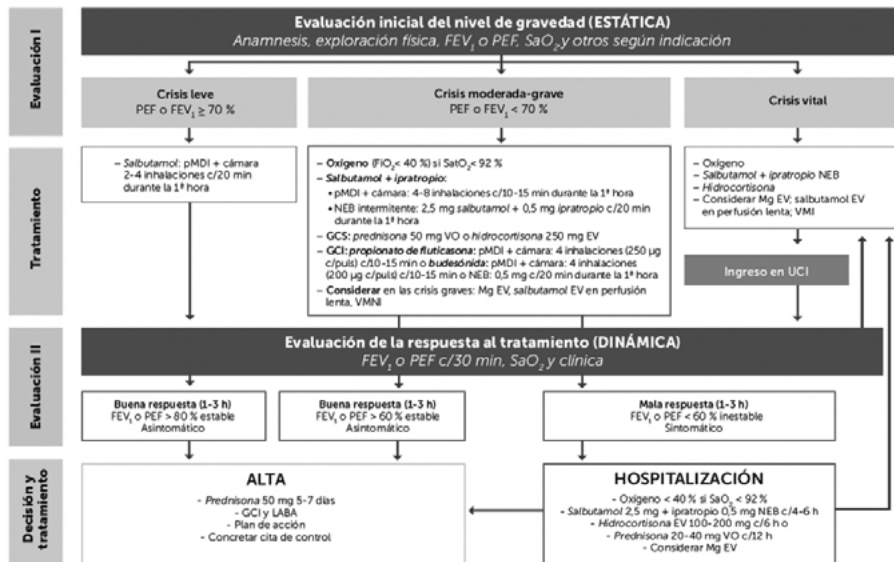 Evaluación I
Evaluación inicial del nivel de gravedad (ESTÁTICA)
Anamnesis, exploración física, FEV₁ o PEF, SaO₂ y otros según indicación
Crisis leve
PEF o FEV₁ ≥ 70 %
Crisis moderada-grave
PEF o FEV₁ < 70 %
Crisis vital
Tratamiento
– Salbutamol: pMDI + cámara
2-4 inhalaciones c/20 min
durante la 1ª hora
– Oxígeno (FiO₂< 40 %) si SatO₂< 92 %
– Salbutamol + ipratropio:
• pMDI + cámara: 4-8 inhalaciones c/10-15 min durante la 1ª hora
• NEB intermitente: 2,5 mg salbutamol + 0,5 mg ipratropio c/20 min
durante la 1ª hora
– GCS: prednisona 50 mg VO o hidrocortisona 250 mg EV
– GCI: propionato de fluticasona: pMDI + cámara: 4 inhalaciones (250 µg
c/puls) c/10-15 min o budesónida: pMDI + cámara: 4 inhalaciones
(200 µg c/puls) c/10-15 min o NEB: 0,5 mg c/20 min durante la 1ª hora
– Considerar en las crisis graves: Mg EV, salbutamol EV en perfusión
lenta, VMNI
– Oxígeno
– Salbutamol + ipratropio NEB
– Hidrocortisona
– Considerar Mg EV; salbutamol EV
en perfusión lenta; VMI
Ingreso en UCI
Evaluación II
Evaluación de la respuesta al tratamiento (DINÁMICA)
FEV₁ o PEF c/30 min, SaO₂ y clínica
Buena respuesta (1-3 h)
FEV₁ o PEF > 80 % estable
Asintomático
Buena respuesta (1-3 h)
FEV₁ o PEF > 60 % estable
Asintomático
Mala respuesta (1-3 h)
FEV₁ o PEF < 60 % inestable
Sintomático
Decisión y
tratamiento
ALTA
- Prednisona 50 mg 5-7 días
- GCI y LABA
- Plan de acción
- Concretar cita de control
HOSPITALIZACIÓN
- Oxígeno < 40 % si SaO₂ < 92 %
- Salbutamol 2,5 mg + ipratropio 0,5 mg NEB c/4-6 h
- Hidrocortisona EV 100-200 mg c/6 h o
- Prednisona 20-40 mg VO c/12 h
- Considerar Mg EV